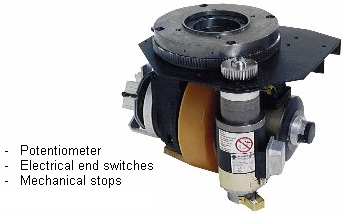 - Potentiometer
- Electrical end switches
- Mechanical stops